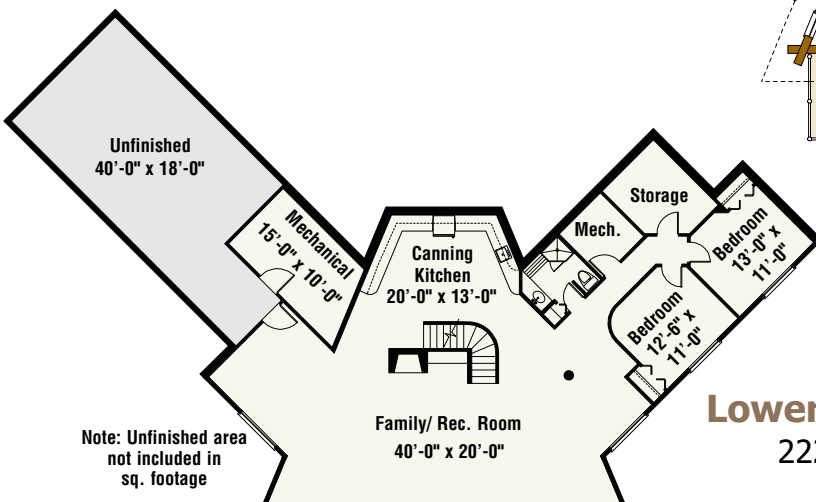 Unfinished
40'-0" x 18'-0"
Mechanical
15'-0" x 10'-0"
Canning
Kitchen
20'-0" x 13'-0"
Mech.
Storage
Bedroom
13'-0" x
11'-0"
Bedroom
12'-6" x
11'-0"
Family/ Rec. Room
40'-0" x 20'-0"
Note: Unfinished area
not included in
sq. footage
Lower
222